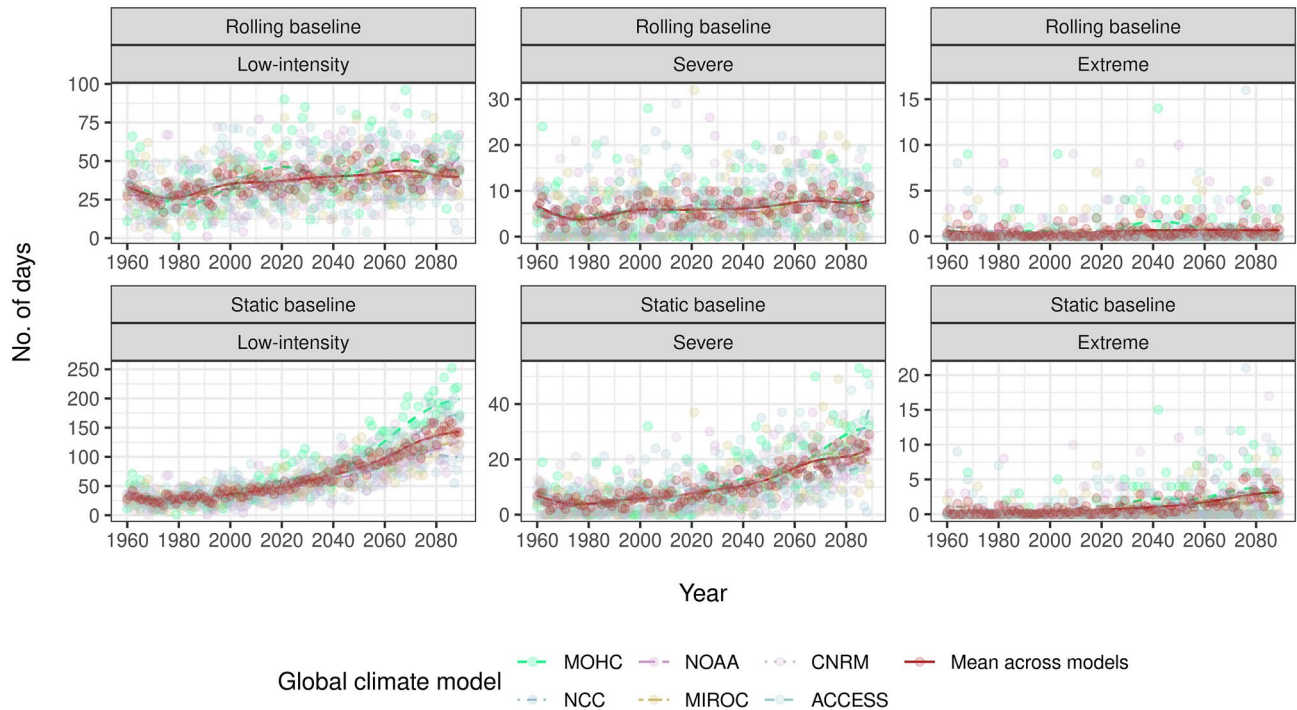 Rolling baseline Rolling baseline Rolling baseline
Low-intensity Severe Extreme
100
75
50
25
0
30
20
10
0
15
10
5
0
1960 1980 2000 2020 2040 2060 2080 1960 1980 2000 2020 2040 2060 2080 1960 1980 2000 2020 2040 2060 2080
No. of days
Static baseline Static baseline Static baseline
Low-intensity Severe Extreme
250
200
150
100
50
0
40
20
0
20
15
10
5
0
1960 1980 2000 2020 2040 2060 2080 1960 1980 2000 2020 2040 2060 2080 1960 1980 2000 2020 2040 2060 2080
Year
Global climate model
MOHC NOAA CNRM Mean across models
NCC MIROC ACCESS